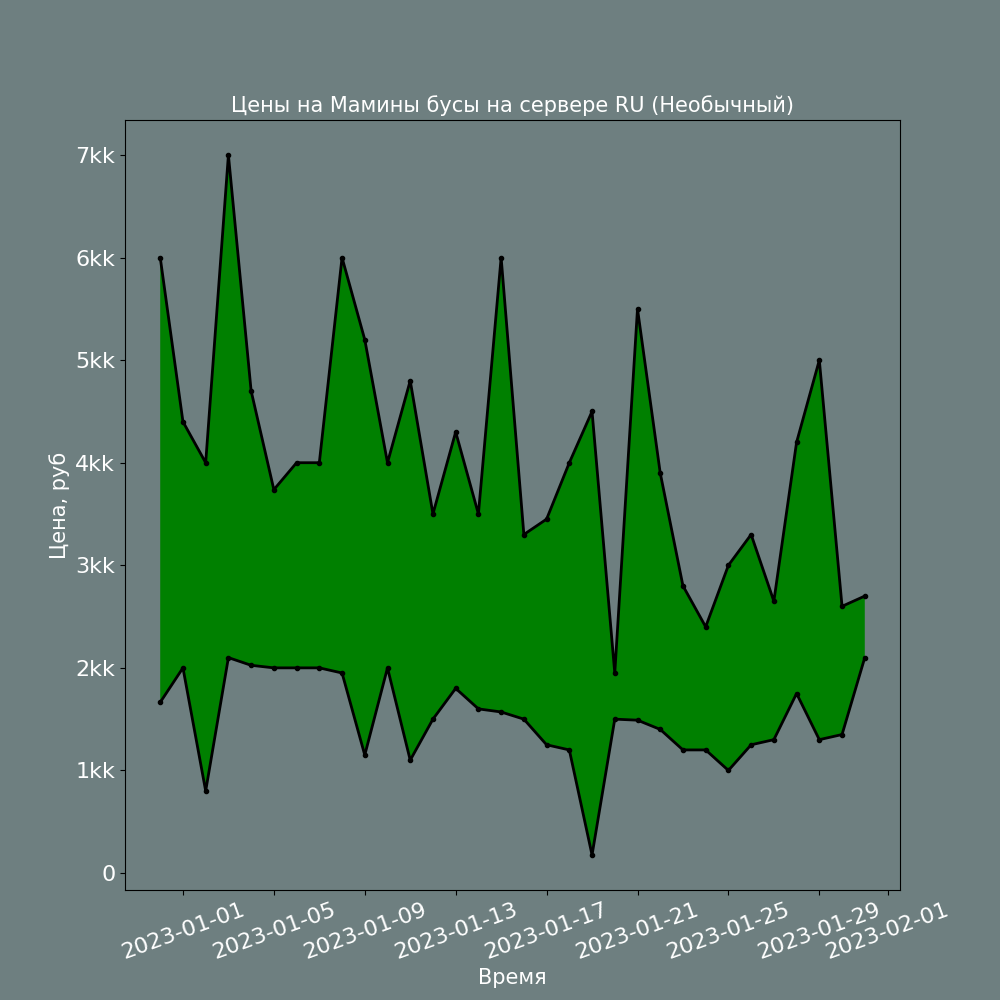 Цены на Мамины бусы на сервере RU (Необычный)
7kk
6kk
5kk
4kk
3kk
2kk
1kk
0
Цена, руб
2023-01-01
2023-01-05
2023-01-09
2023-01-13
2023-01-17
2023-01-21
2023-01-25
2023-01-29
2023-02-01
Время